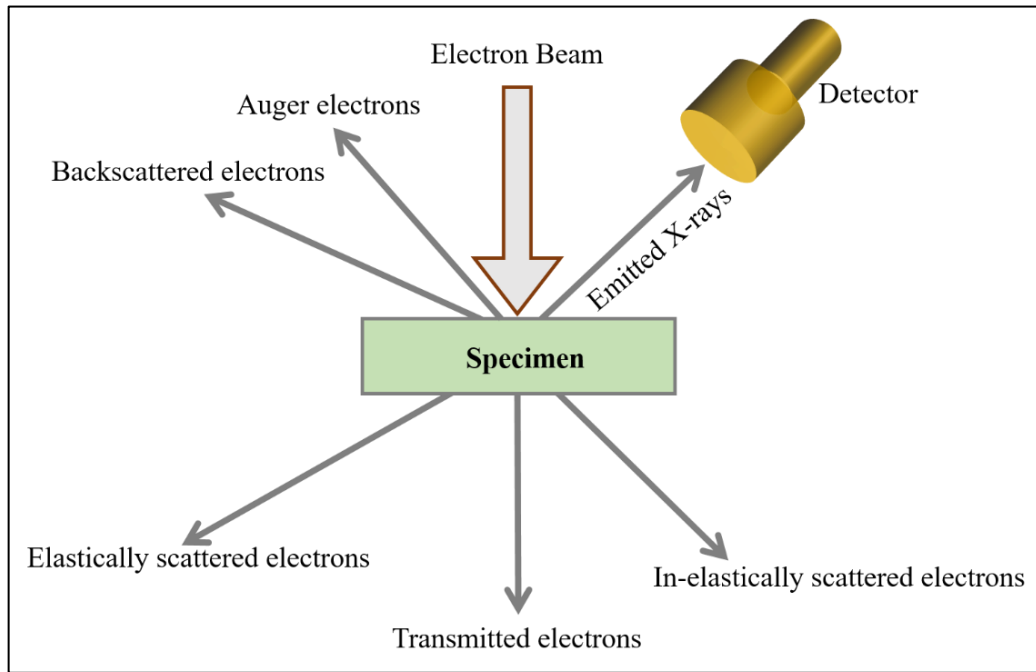 Electron Beam
Detector
Auger electrons
Backscattered electrons
Emitted X-rays
Specimen
Elastically scattered electrons
In-elastically scattered electrons
Transmitted electrons